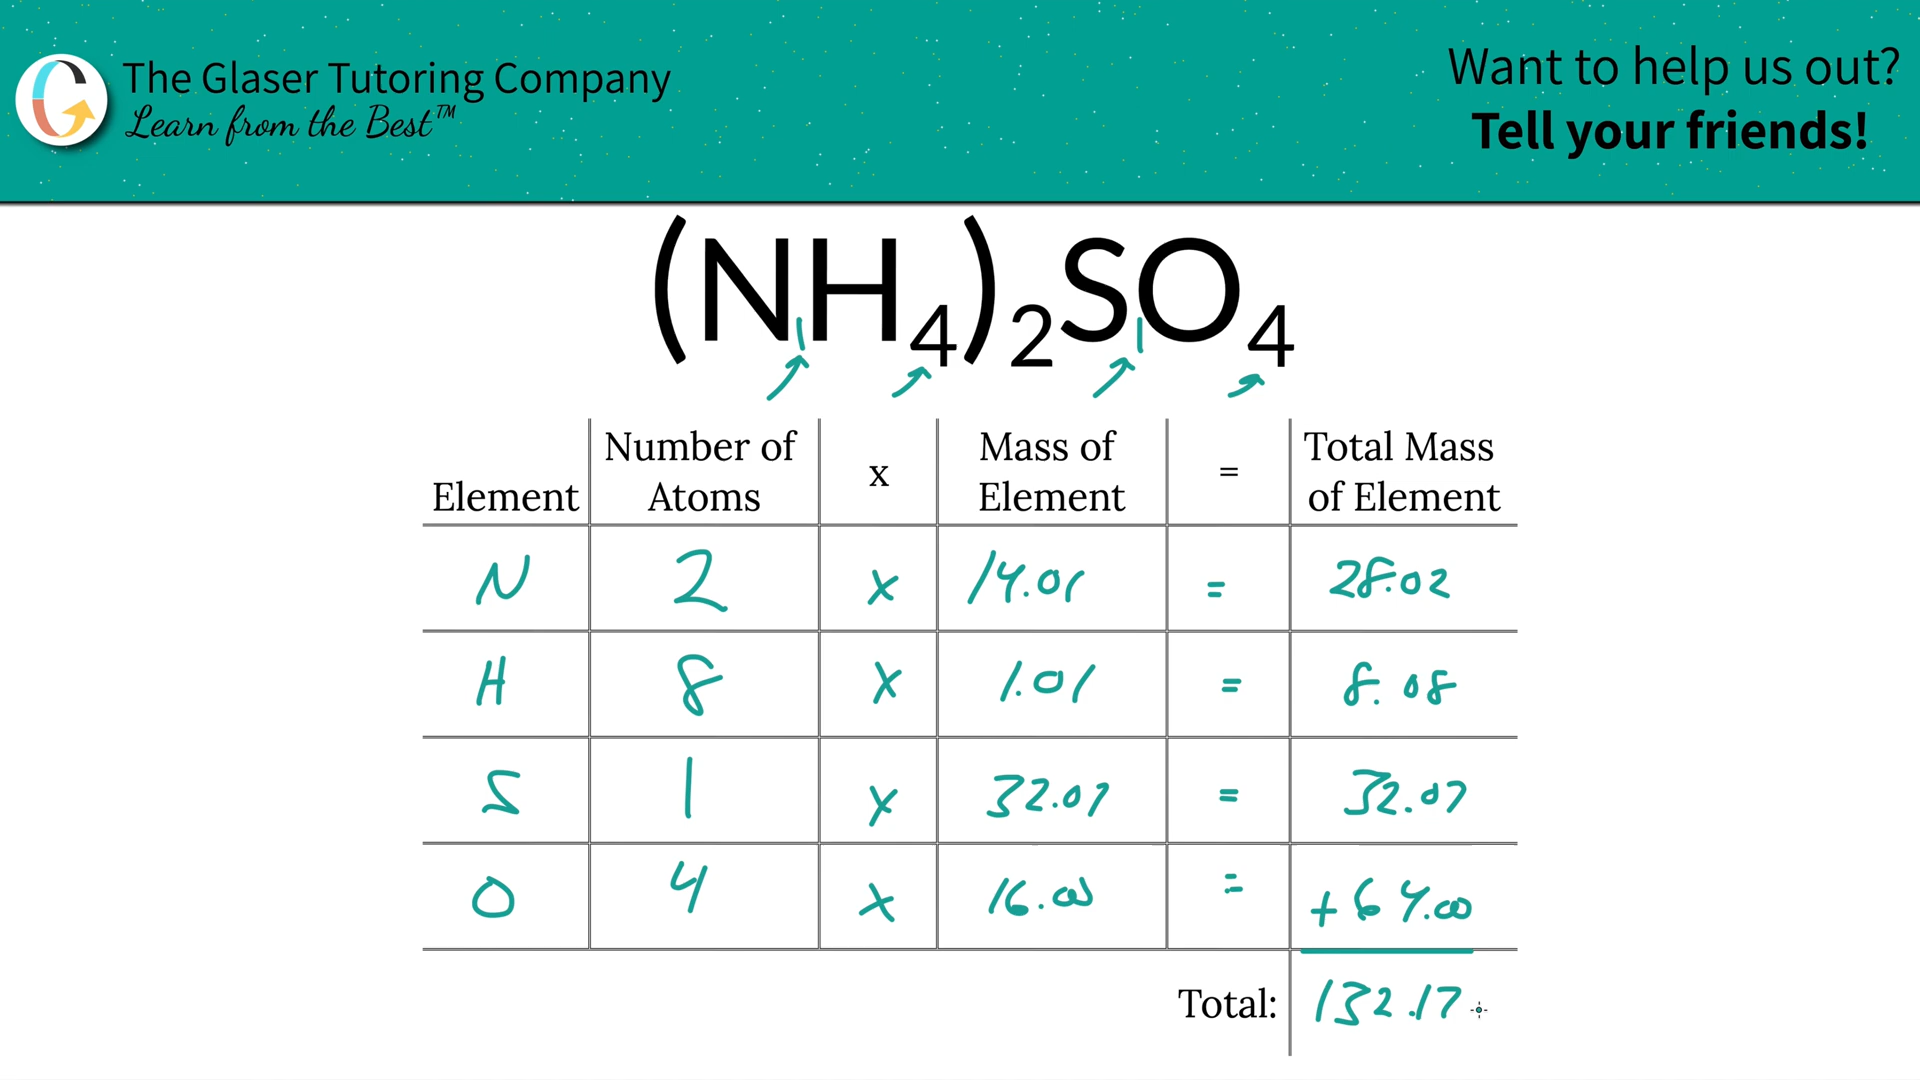 The Glaser Tutoring Company
Learn from the Best™
Want to help us out?
Tell your friends!
(NH4)2SO4
1 1
Element Number of Atoms x Mass of Element = Total Mass of Element
N 2 x 14.01 = 28.02
H 8 x 1.01 = 8.08
S 1 x 32.07 = 32.07
O 4 x 16.00 = +64.00
Total: 132.17